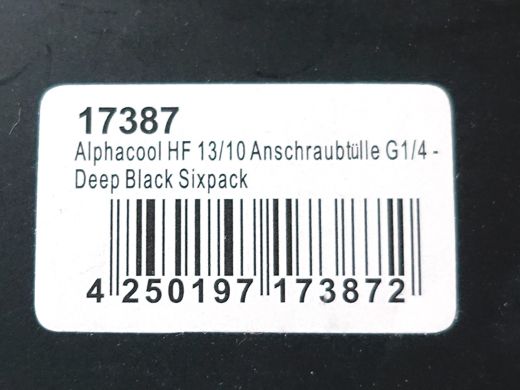 17387
Alphacool HF 13/10 Anschraubtülle G1/4 -
Deep Black Sixpack
4 250197 173872